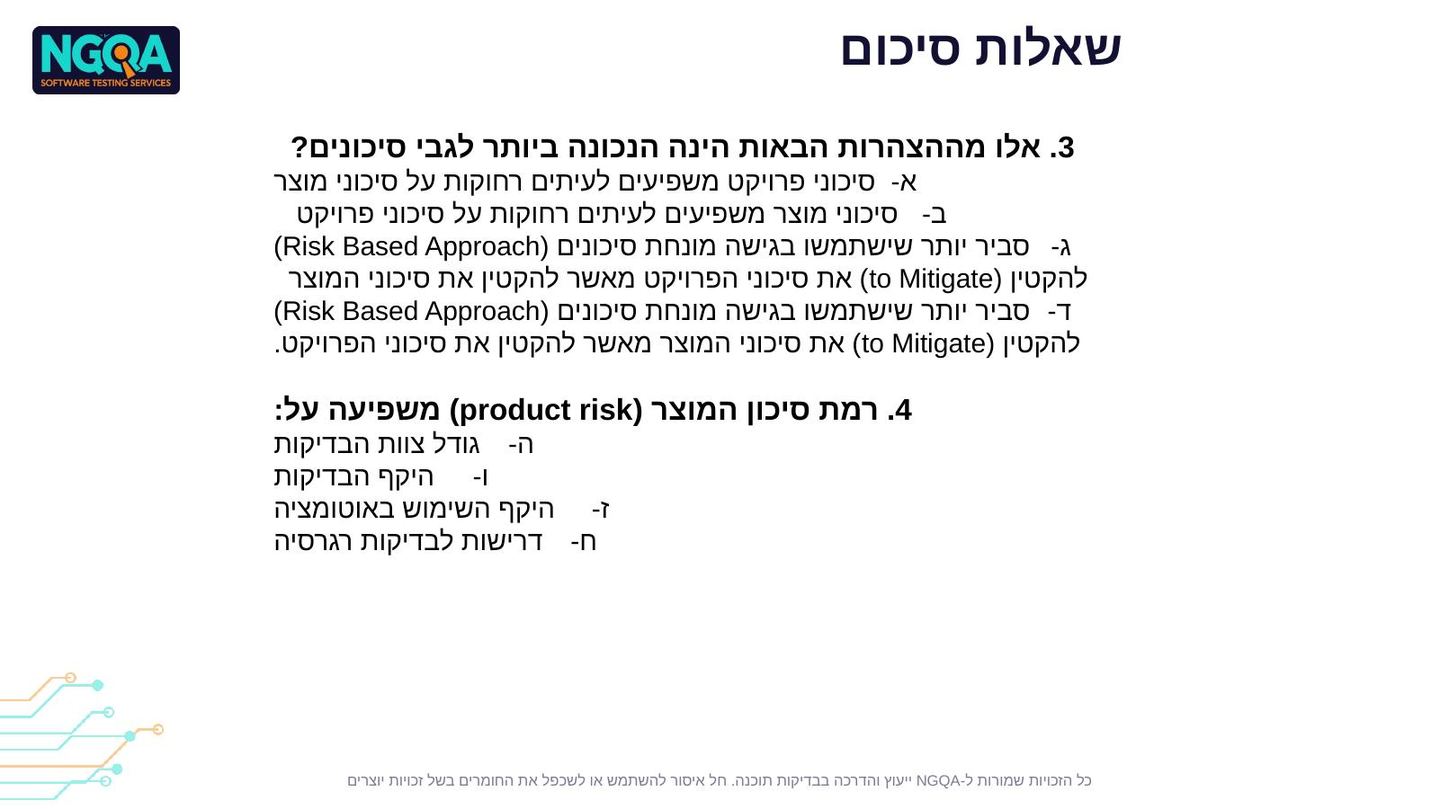 NGQA
SOFTWARE TESTING SERVICES
שאלות סיכום
3. אלו מההצהרות הבאות הינה הנכונה ביותר לגבי סיכונים?
א- סיכוני פרויקט משפיעים לעיתים רחוקות על סיכוני מוצר
ב- סיכוני מוצר משפיעים לעיתים רחוקות על סיכוני פרויקט
ג- סביר יותר שישתמשו בגישה מונחת סיכונים (Risk Based Approach)
להקטין (to Mitigate) את סיכוני הפרויקט מאשר להקטין את סיכוני המוצר
ד- סביר יותר שישתמשו בגישה מונחת סיכונים (Risk Based Approach)
להקטין (to Mitigate) את סיכוני המוצר מאשר להקטין את סיכוני הפרויקט.
4. רמת סיכון המוצר (product risk) משפיעה על:
ה- גודל צוות הבדיקות
ו- היקף הבדיקות
ז- היקף השימוש באוטומציה
ח- דרישות לבדיקות רגרסיה
כל הזכויות שמורות ל-NGQA ייעוץ והדרכה בבדיקות תוכנה. חל איסור להשתמש או לשכפל את החומרים בשל זכויות יוצרים